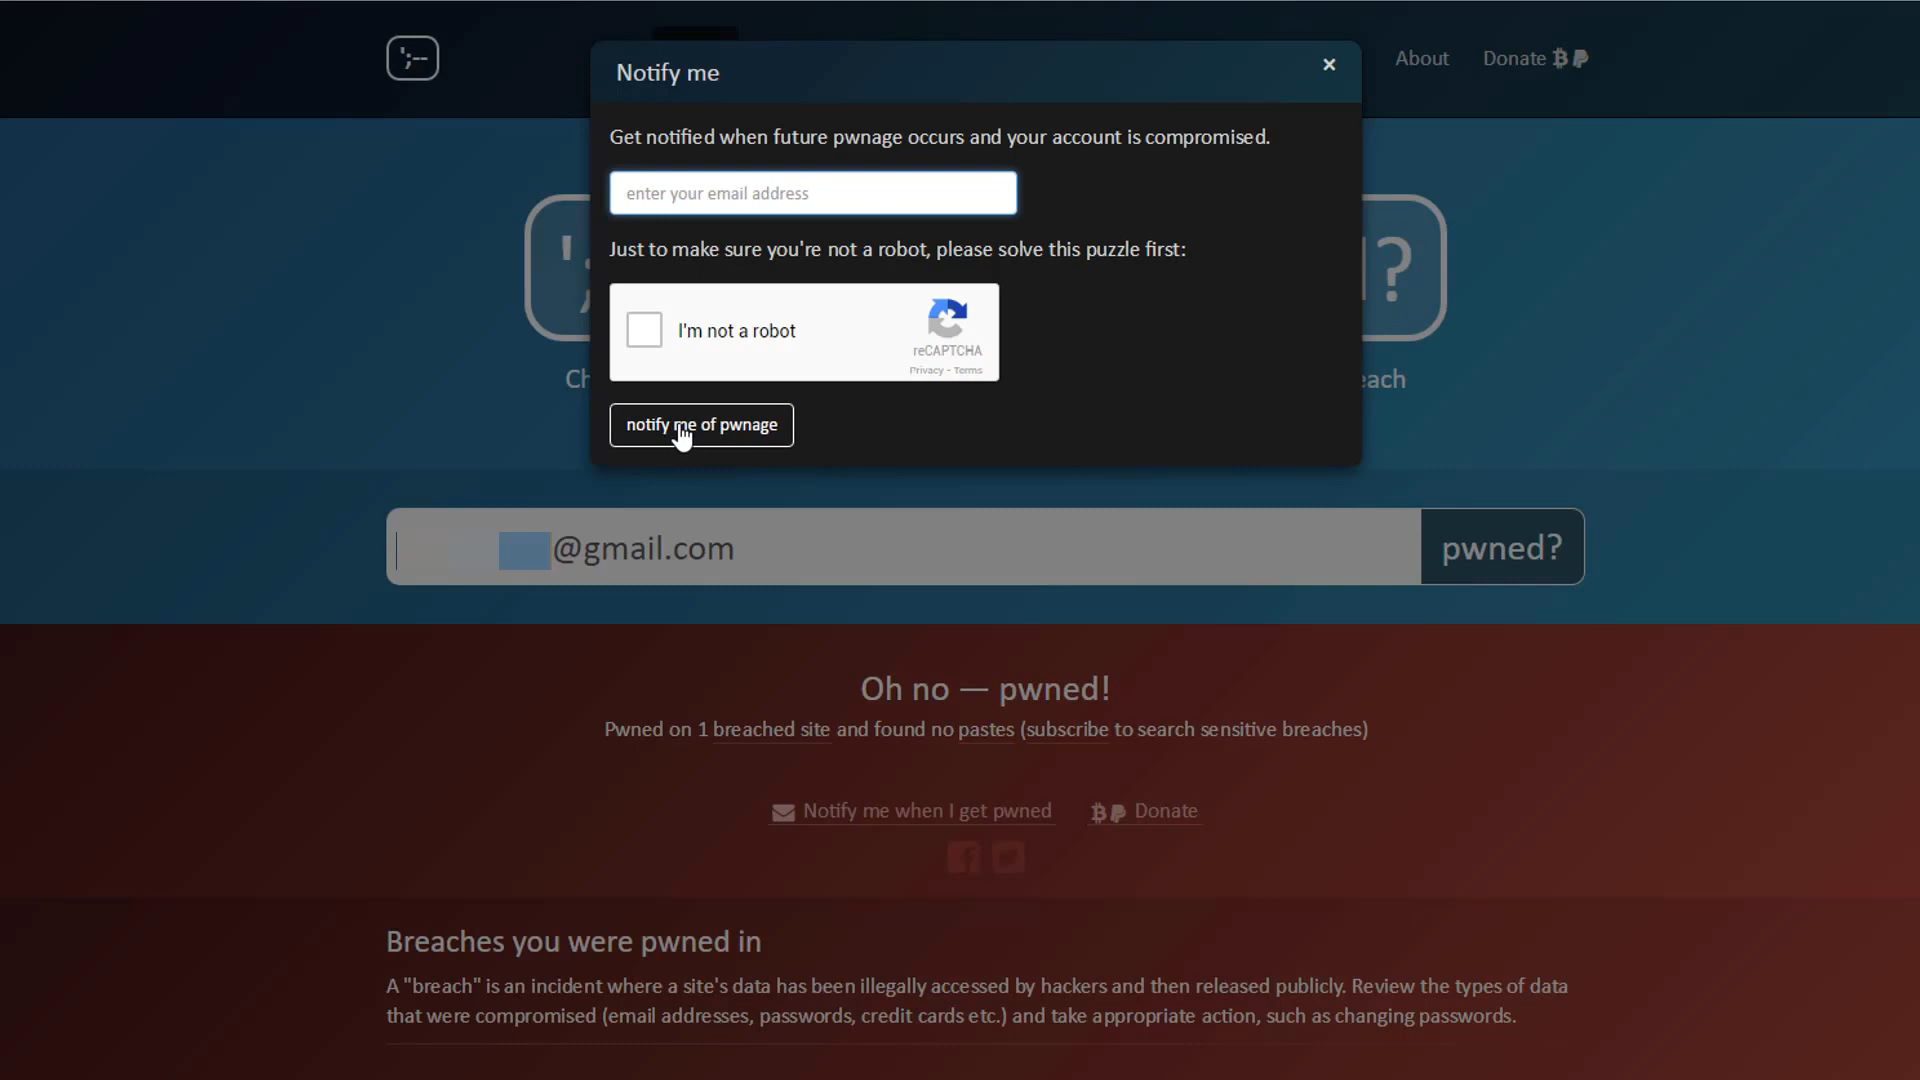 ';--
About
Donate
Notify me
×
Get notified when future pwnage occurs and your account is compromised.
enter your email address
Just to make sure you're not a robot, please solve this puzzle first:
I'm not a robot
reCAPTCHA
Privacy - Terms
notify me of pwnage
';
?
Ch
each
@gmail.com
pwned?
Oh no — pwned!
Pwned on 1 breached site and found no pastes (subscribe to search sensitive breaches)
Notify me when I get pwned
Donate
Breaches you were pwned in
A "breach" is an incident where a site's data has been illegally accessed by hackers and then released publicly. Review the types of data
that were compromised (email addresses, passwords, credit cards etc.) and take appropriate action, such as changing passwords.